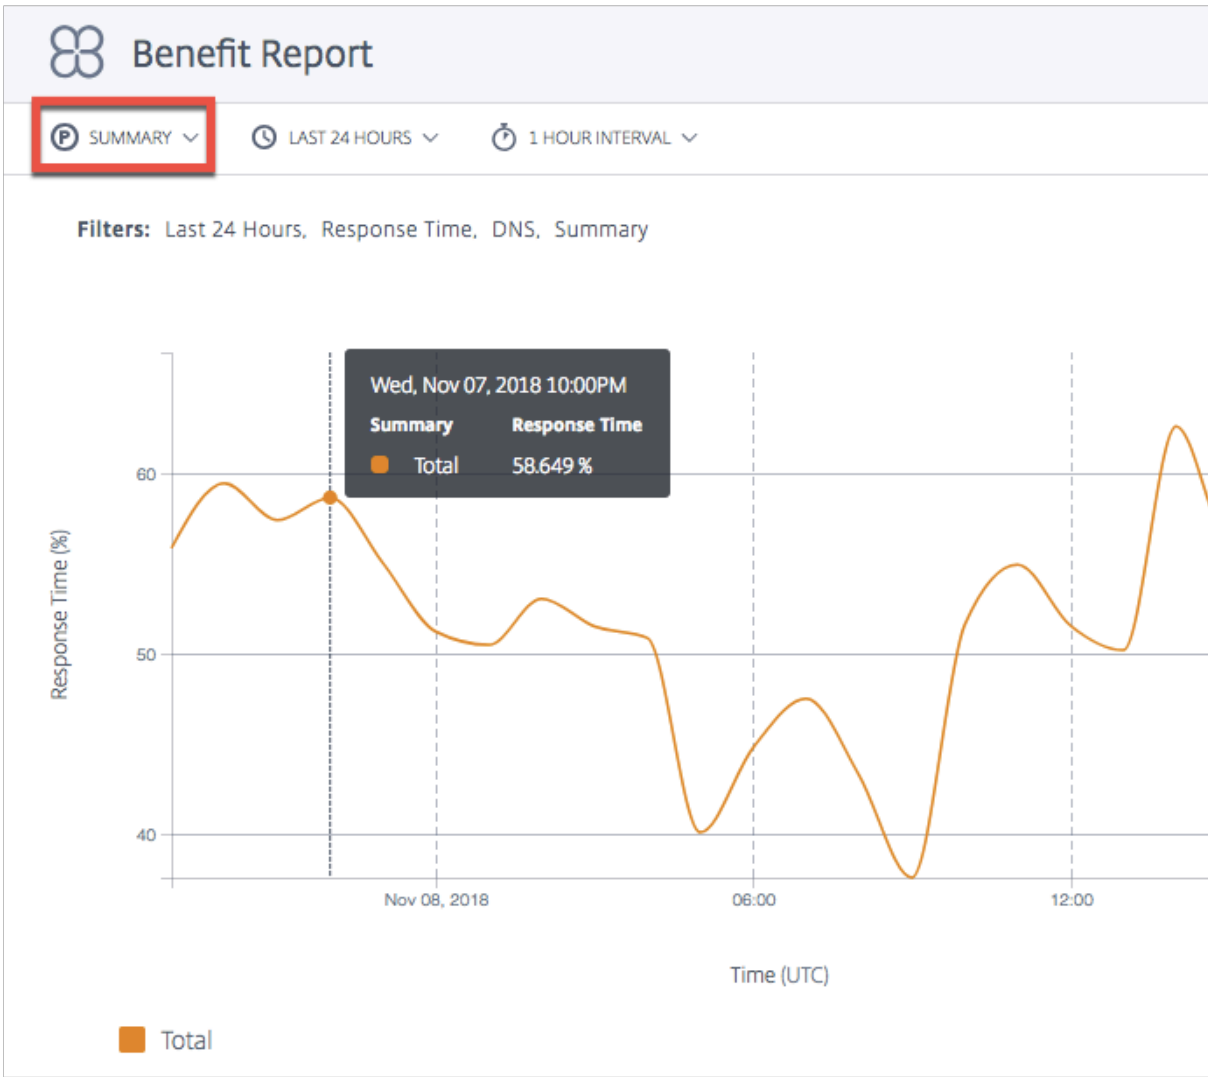 Benefit Report
P SUMMARY LAST 24 HOURS 1 HOUR INTERVAL
Filters: Last 24 Hours, Response Time, DNS, Summary
Wed, Nov 07, 2018 10:00PM
Summary Response Time
Total 58.649 %
60
50
40
Response Time (%)
Nov 08, 2018 06:00 12:00
Time (UTC)
Total